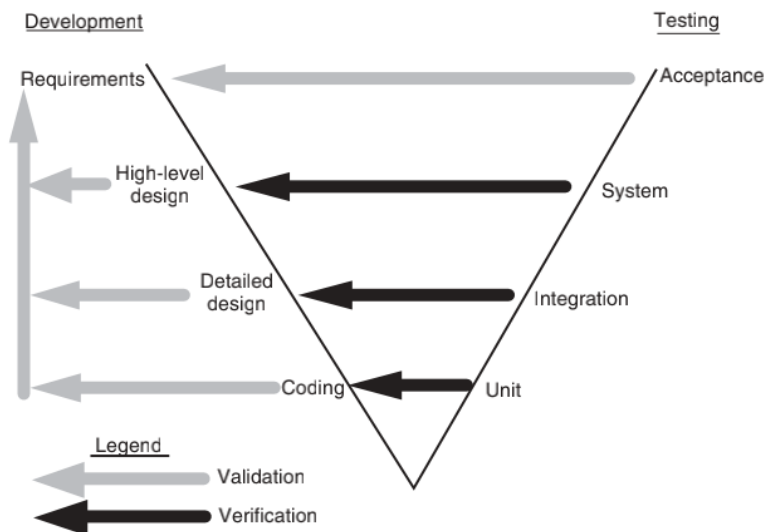 Development
Testing
Requirements
Acceptance
High-level
design
System
Detailed
design
Integration
Coding
Unit
Legend
Validation
Verification